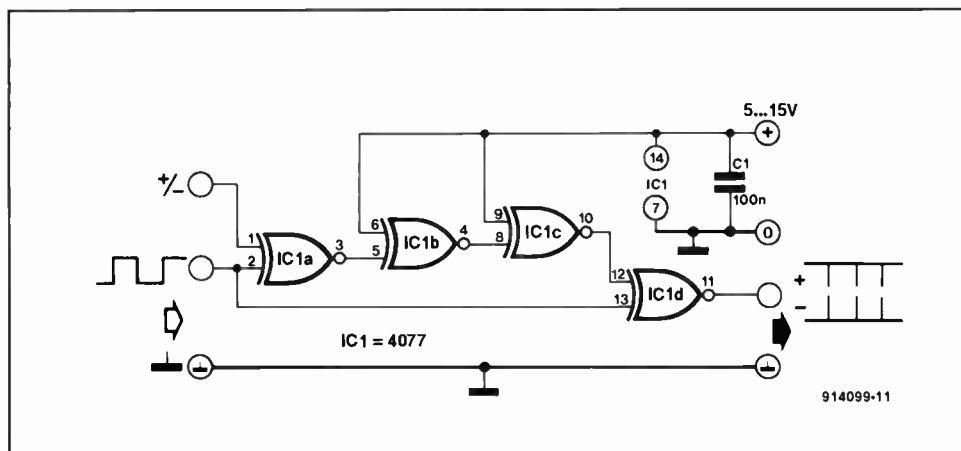 5...15V
+
14
C1
+/-
IC1
100n
7
9
10
6
1
4
8
0
IC1c
IC1b
3
5
2
IC1a
12
11
+
IC1d
13
-
IC1 = 4077
914099-11